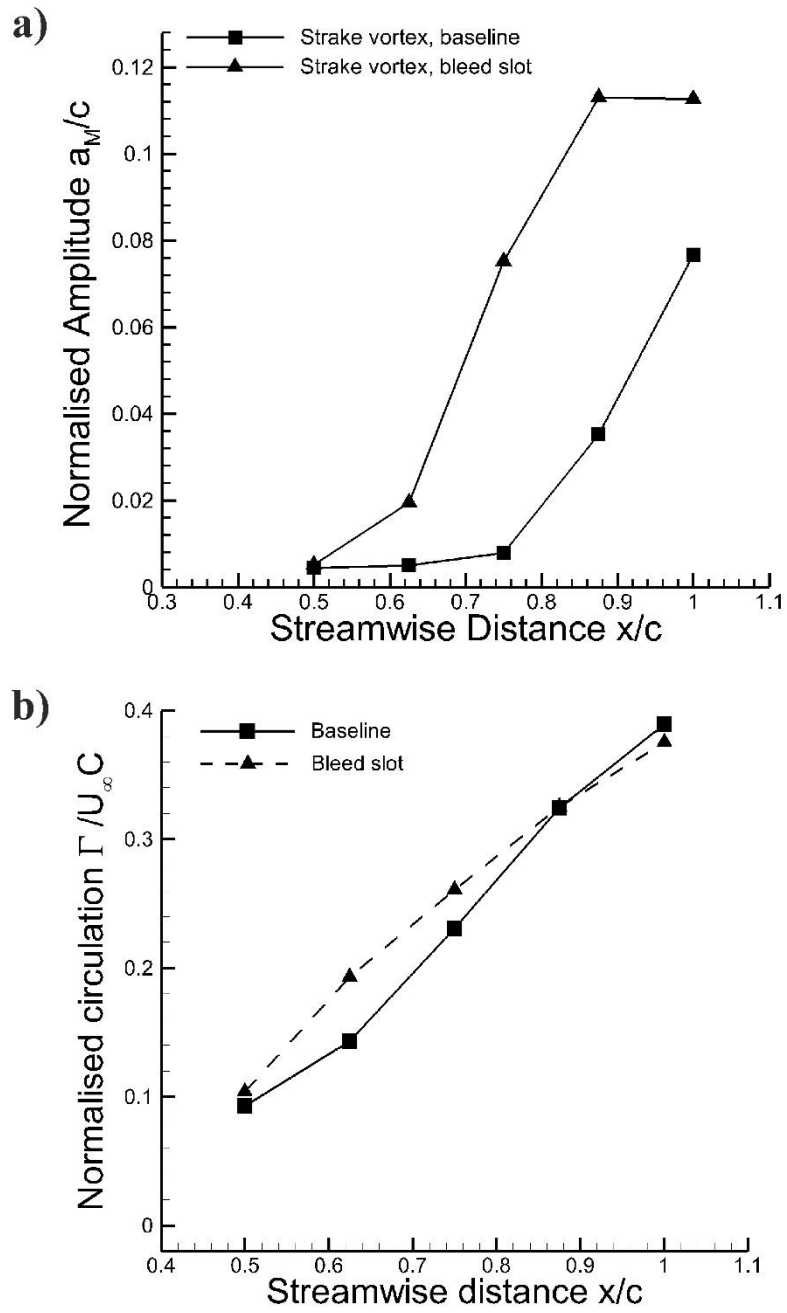 a)
Strake vortex, baseline
Strake vortex, bleed slot
Normalised Amplitude a_M/c
0.12
0.1
0.08
0.06
0.04
0.02
0
0.3 0.4 0.5 0.6 0.7 0.8 0.9 1 1.1
Streamwise Distance x/c
b)
Baseline
Bleed slot
Normalised circulation Γ /U_∞ C
0.4
0.3
0.2
0.1
0
0.4 0.5 0.6 0.7 0.8 0.9 1 1.1
Streamwise distance x/c